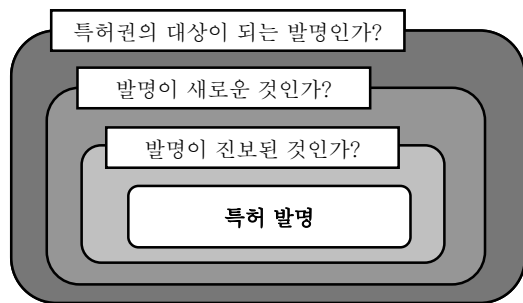 특허권의 대상이 되는 발명인가?
발명이 새로운 것인가?
발명이 진보된 것인가?
특허 발명